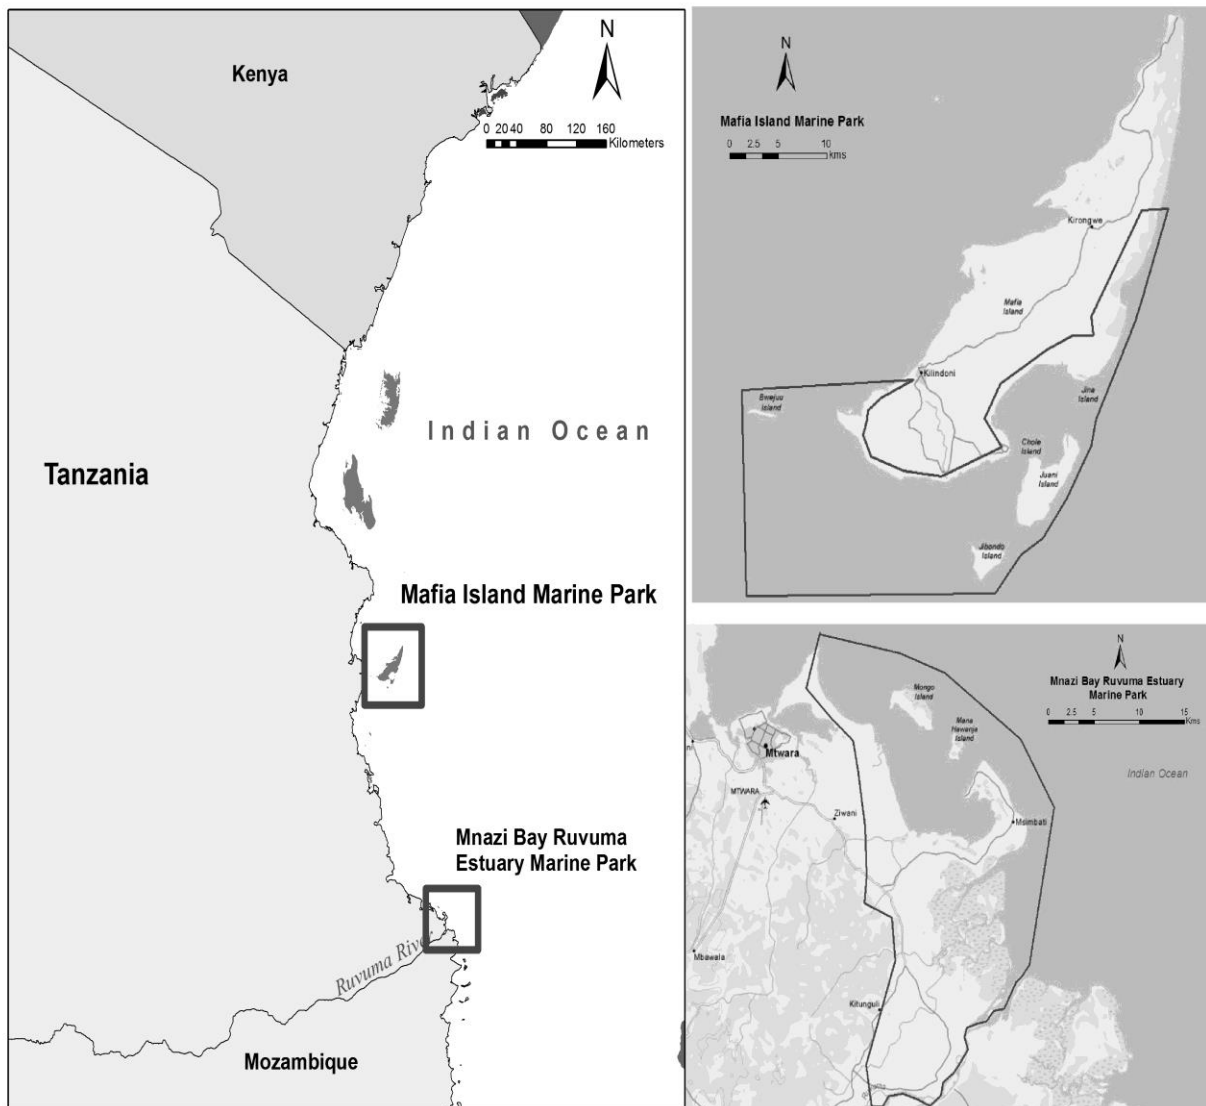 Kenya
N
0 20 40 80 120 160
Kilometers
Indian Ocean
Tanzania
Mafia Island Marine Park
Mnazi Bay Ruvuma
Estuary Marine Park
Ruvuma River
Mozambique
N
Mafia Island Marine Park
0 2.5 5 10
kms
Kirongwe
Mafia
Island
Kilindoni
Bwejuu
Island
Jina
Island
Chole
Island
Juani
Island
Jibondo
Island
N
Mnazi Bay Ruvuma Estuary
Marine Park
0 2.5 5 10 15
Kms
Mongo
Island
Mana
Hawanja
Island
Indian Ocean
Mtwara
MTWARA
Ziwani
Msimbati
Mbawala
Kitunguli